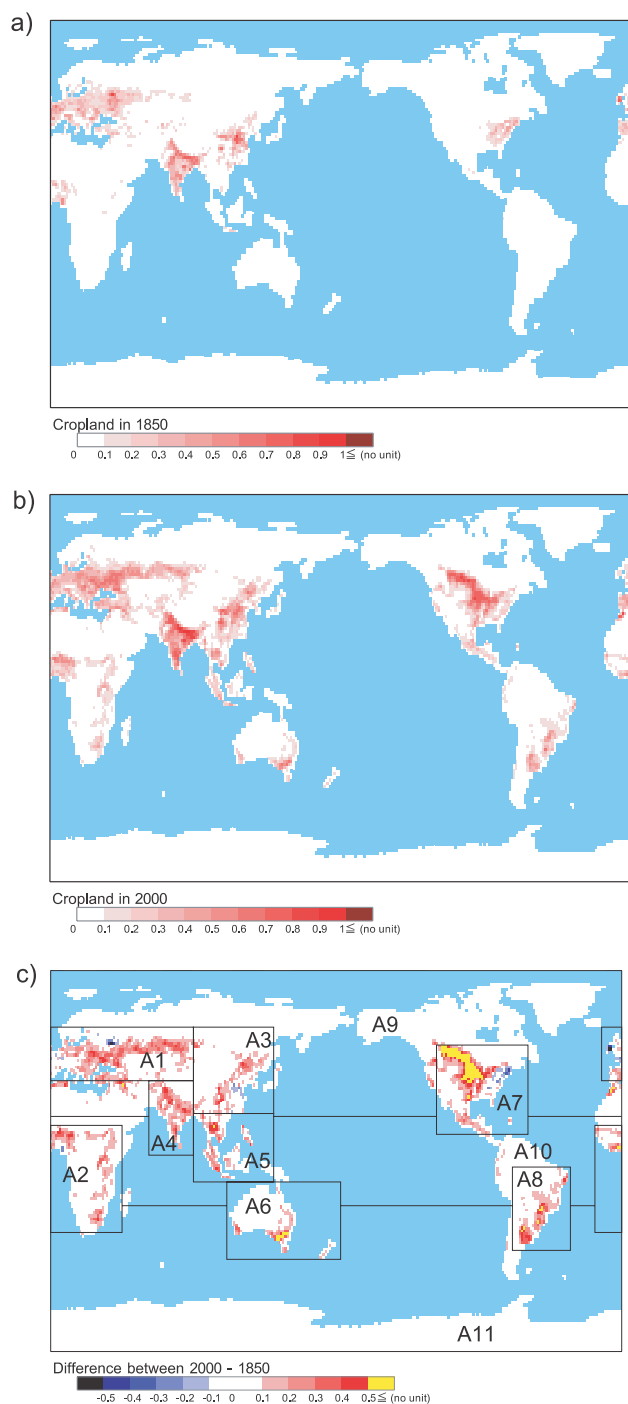 a)
Cropland in 1850
0 0.1 0.2 0.3 0.4 0.5 0.6 0.7 0.8 0.9 1≦ (no unit)
b)
Cropland in 2000
0 0.1 0.2 0.3 0.4 0.5 0.6 0.7 0.8 0.9 1≦ (no unit)
c)
A9
A3
A1
A7
A4
A10
A2
A5
A8
A6
A11
Difference between 2000 - 1850
-0.5 -0.4 -0.3 -0.2 -0.1 0 0.1 0.2 0.3 0.4 0.5≦ (no unit)